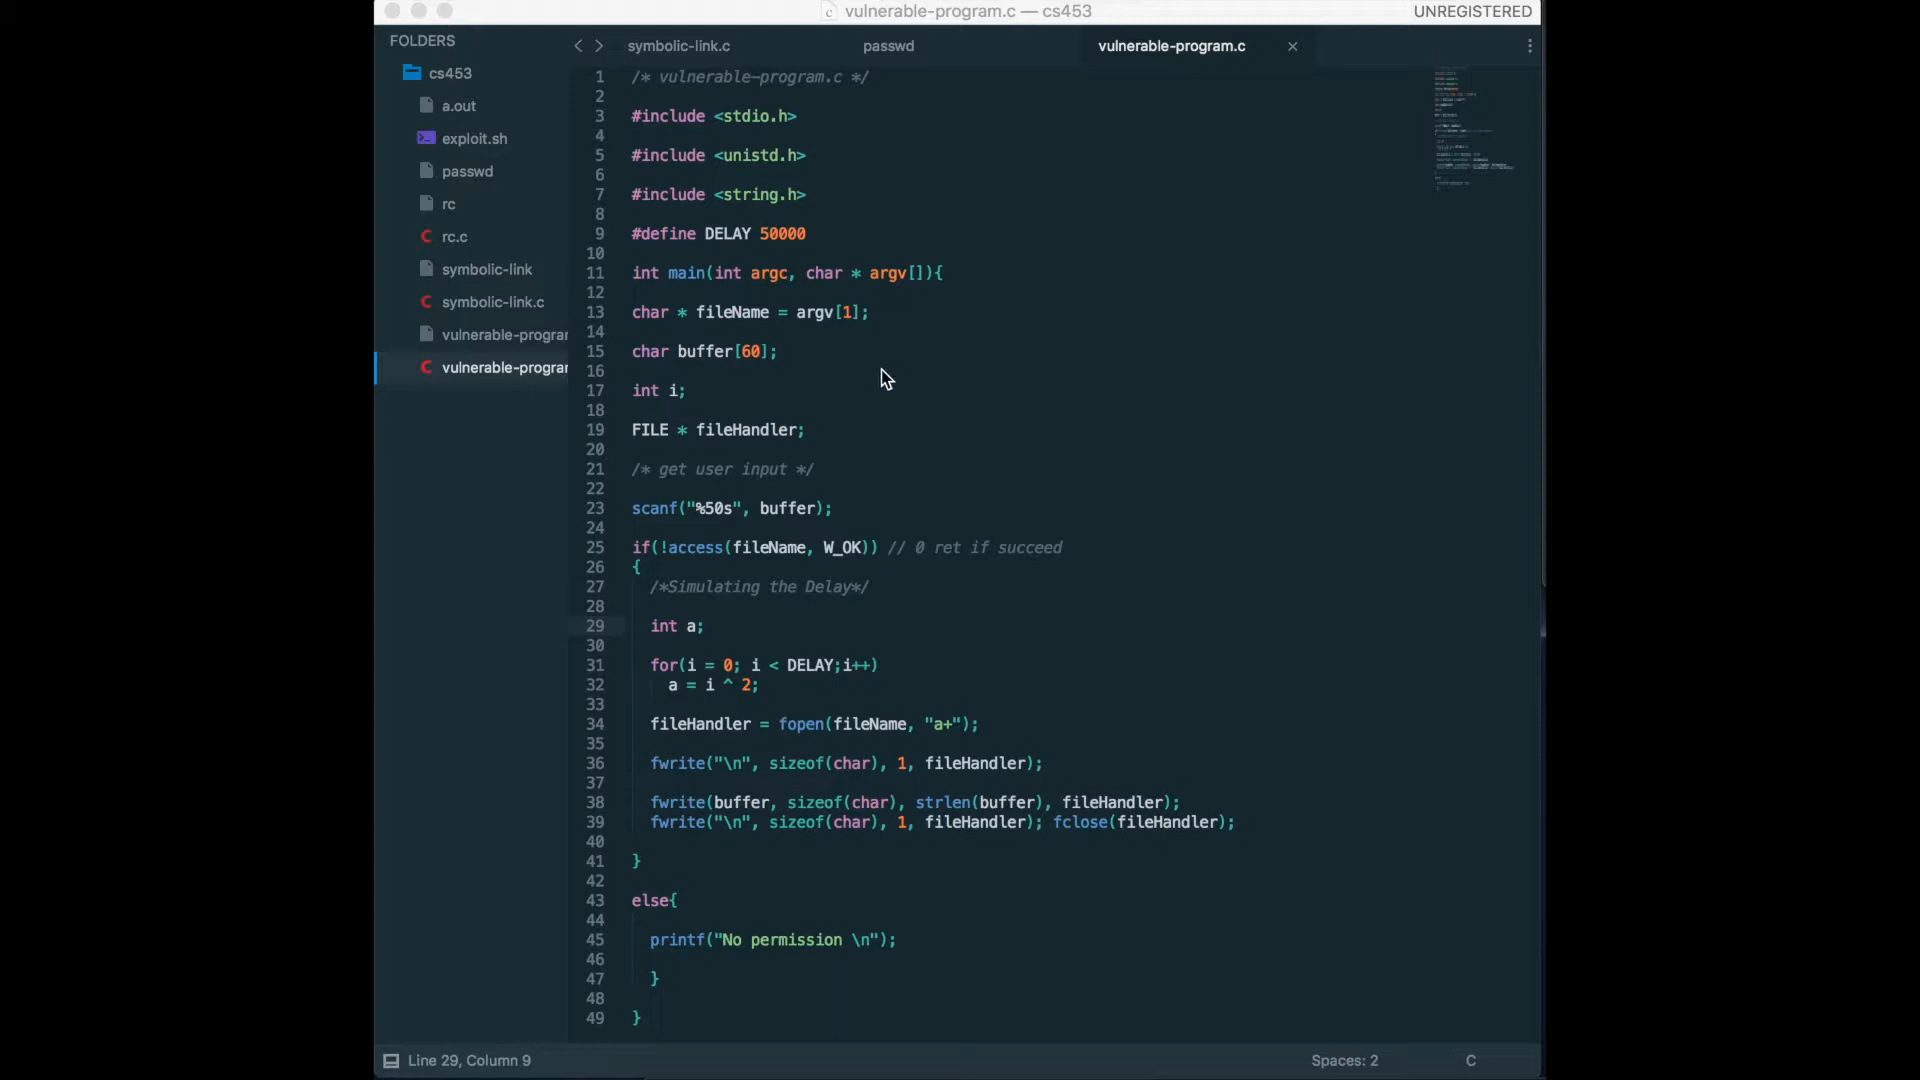 vulnerable-program.c — cs453
UNREGISTERED
FOLDERS
cs453
a.out
exploit.sh
passwd
rc
rc.c
symbolic-link
symbolic-link.c
vulnerable-progra
vulnerable-progra
symbolic-link.c
passwd
vulnerable-program.c
1 /* vulnerable-program.c */
2
3 #include <stdio.h>
4
5 #include <unistd.h>
6
7 #include <string.h>
8
9 #define DELAY 50000
10
11 int main(int argc, char * argv[]){
12
13 char * fileName = argv[1];
14
15 char buffer[60];
16
17 int i;
18
19 FILE * fileHandler;
20
21 /* get user input */
22
23 scanf("%50s", buffer);
24
25 if(!access(fileName, W_OK)) // 0 ret if succeed
26 {
27 /*Simulating the Delay*/
28
29 int a;
30
31 for(i = 0; i < DELAY;i++)
32 a = i ^ 2;
33
34 fileHandler = fopen(fileName, "a+");
35
36 fwrite("\n", sizeof(char), 1, fileHandler);
37
38 fwrite(buffer, sizeof(char), strlen(buffer), fileHandler);
39 fwrite("\n", sizeof(char), 1, fileHandler); fclose(fileHandler);
40
41 }
42
43 else{
44
45 printf("No permission \n");
46
47 }
48
49 }
Line 29, Column 9
Spaces: 2
C